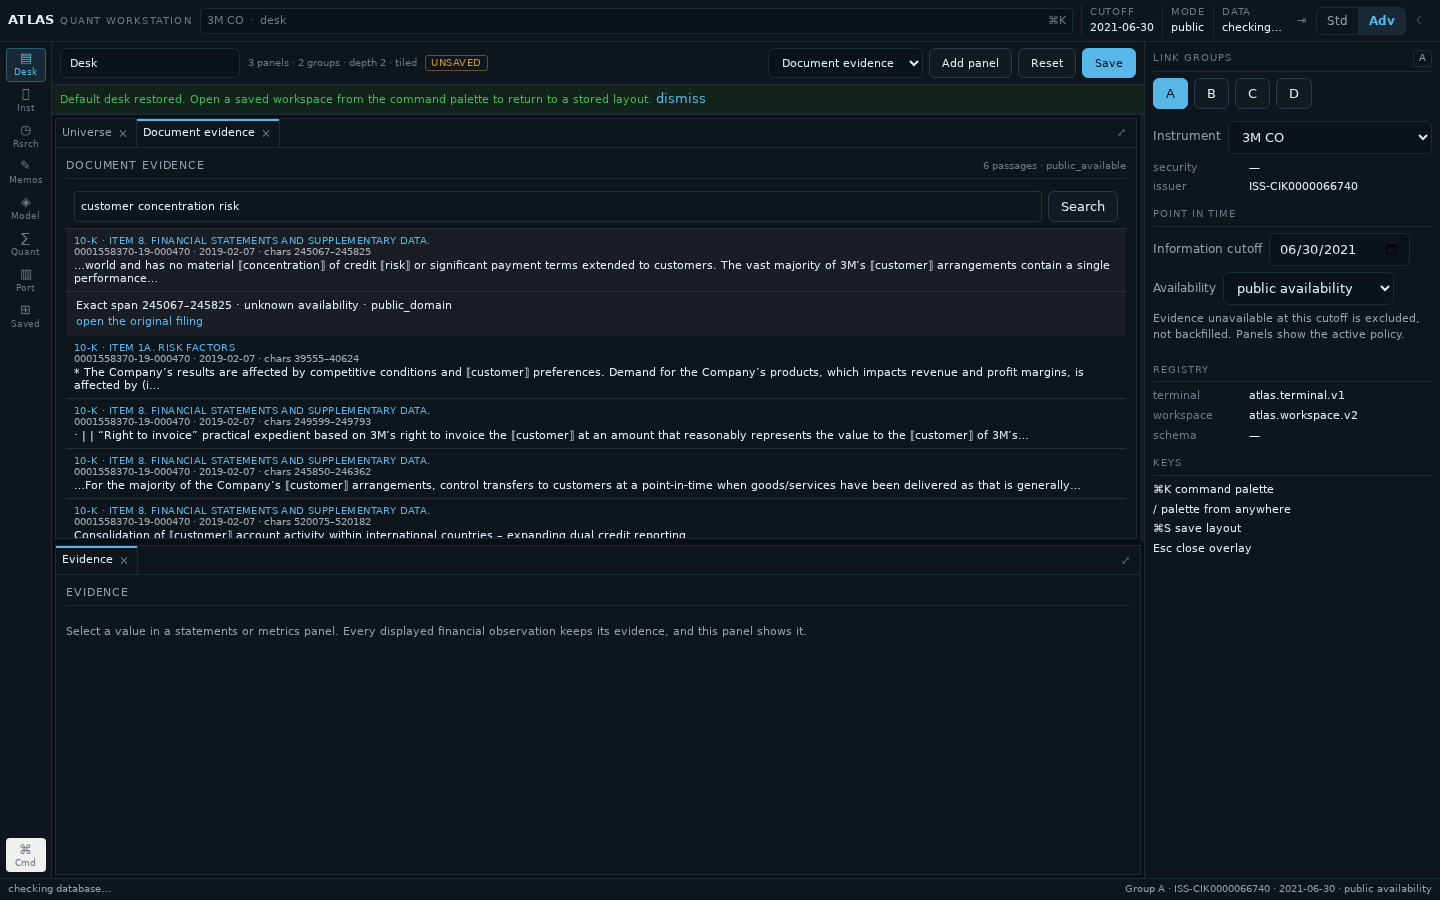 ATLAS QUANT WORKSTATION
3M CO · desk
⌘K
CUTOFF
2021-06-30
MODE
public
DATA
checking...
Std
Adv
Desk
Inst
Rsrch
Memos
Model
Quant
Port
Saved
Cmd
Desk
3 panels · 2 groups · depth 2 · tiled
UNSAVED
Document evidence
Add panel
Reset
Save
Default desk restored. Open a saved workspace from the command palette to return to a stored layout. dismiss
Universe ×
Document evidence ×
DOCUMENT EVIDENCE
6 passages · public_available
customer concentration risk
Search
10-K · ITEM 8. FINANCIAL STATEMENTS AND SUPPLEMENTARY DATA.
0001558370-19-000470 · 2019-02-07 · chars 245067–245825
...world and has no material ⟦concentration⟧ of credit ⟦risk⟧ or significant payment terms extended to customers. The vast majority of 3M's ⟦customer⟧ arrangements contain a single
performance...
Exact span 245067–245825 · unknown availability · public_domain
open the original filing
10-K · ITEM 1A. RISK FACTORS
0001558370-19-000470 · 2019-02-07 · chars 39555–40624
* The Company's results are affected by competitive conditions and ⟦customer⟧ preferences. Demand for the Company's products, which impacts revenue and profit margins, is
affected by (i...
10-K · ITEM 8. FINANCIAL STATEMENTS AND SUPPLEMENTARY DATA.
0001558370-19-000470 · 2019-02-07 · chars 249599–249793
· | | “Right to invoice” practical expedient based on 3M's right to invoice the ⟦customer⟧ at an amount that reasonably represents the value to the ⟦customer⟧ of 3M's...
10-K · ITEM 8. FINANCIAL STATEMENTS AND SUPPLEMENTARY DATA.
0001558370-19-000470 · 2019-02-07 · chars 245850–246362
...For the majority of the Company's ⟦customer⟧ arrangements, control transfers to customers at a point-in-time when goods/services have been delivered as that is generally...
10-K · ITEM 8. FINANCIAL STATEMENTS AND SUPPLEMENTARY DATA.
0001558370-19-000470 · 2019-02-07 · chars 520075–520182
Consolidation of ⟦customer⟧ account activity within international countries – expanding dual credit reporting
Evidence ×
EVIDENCE
Select a value in a statements or metrics panel. Every displayed financial observation keeps its evidence, and this panel shows it.
LINK GROUPS
A
A
B
C
D
Instrument
3M CO
security —
issuer ISS-CIK0000066740
POINT IN TIME
Information cutoff 06/30/2021
Availability public availability
Evidence unavailable at this cutoff is excluded,
not backfilled. Panels show the active policy.
REGISTRY
terminal atlas.terminal.v1
workspace atlas.workspace.v2
schema —
KEYS
⌘K command palette
/ palette from anywhere
⌘S save layout
Esc close overlay
checking database...
Group A · ISS-CIK0000066740 · 2021-06-30 · public availability